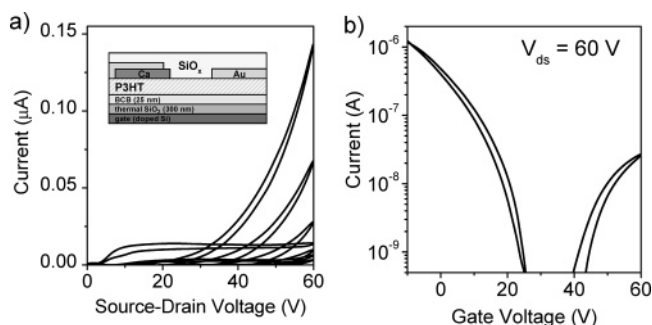 a)
0.15
0.10
0.05
0.00
Current (μA)
0
20
40
60
Source-Drain Voltage (V)
SiOₓ
Ca
Au
P3HT
BCB (25 nm)
thermal SiO₂ (300 nm)
gate (doped Si)
b)
V_ds = 60 V
10⁻⁶
10⁻⁷
10⁻⁸
10⁻⁹
Current (A)
0
20
40
60
Gate Voltage (V)